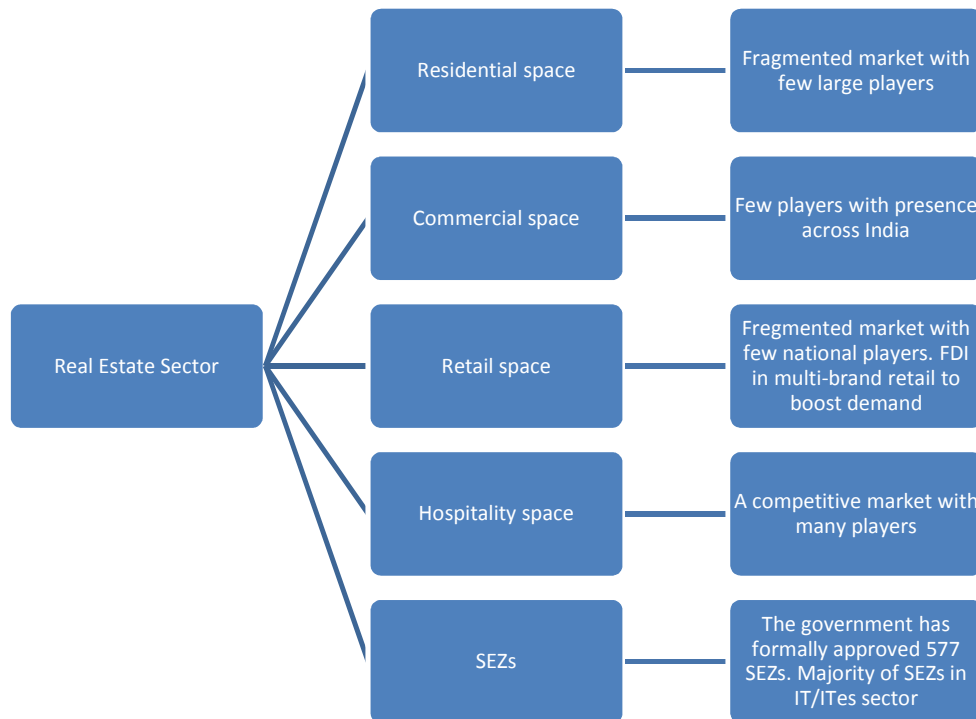 Real Estate Sector
Residential space
Fragmented market with
few large players
Commercial space
Few players with presence
across India
Retail space
Fregmented market with
few national players. FDI
in multi-brand retail to
boost demand
Hospitality space
A competitive market with
many players
SEZs
The government has
formally approved 577
SEZs. Majority of SEZs in
IT/ITes sector